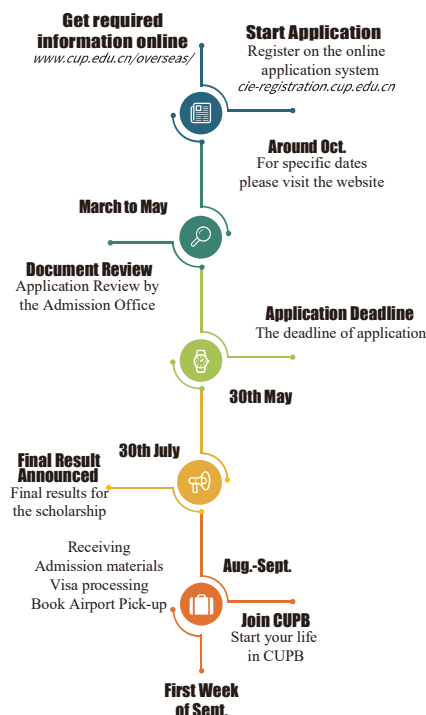 Get required
information online
www.cup.edu.cn/overseas/
Start Application
Register on the online
application system
cie-registration.cup.edu.cn
Around Oct.
For specific dates
please visit the website
March to May
Document Review
Application Review by
the Admission Office
Application Deadline
The deadline of application
30th May
30th July
Final Result
Announced
Final results for
the scholarship
Receiving
Admission materials
Visa processing
Book Airport Pick-up
Aug.-Sept.
Join CUPB
Start your life
in CUPB
First Week
of Sept.